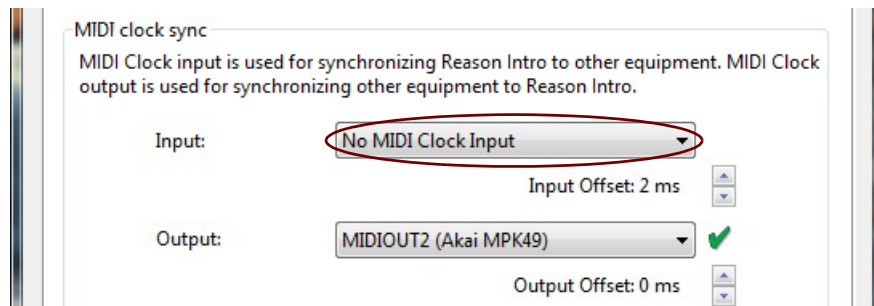 MIDI clock sync
MIDI Clock input is used for synchronizing Reason Intro to other equipment. MIDI Clock
output is used for synchronizing other equipment to Reason Intro.
Input: No MIDI Clock Input
Input Offset: 2 ms
Output: MIDIOUT2 (Akai MPK49)
Output Offset: 0 ms